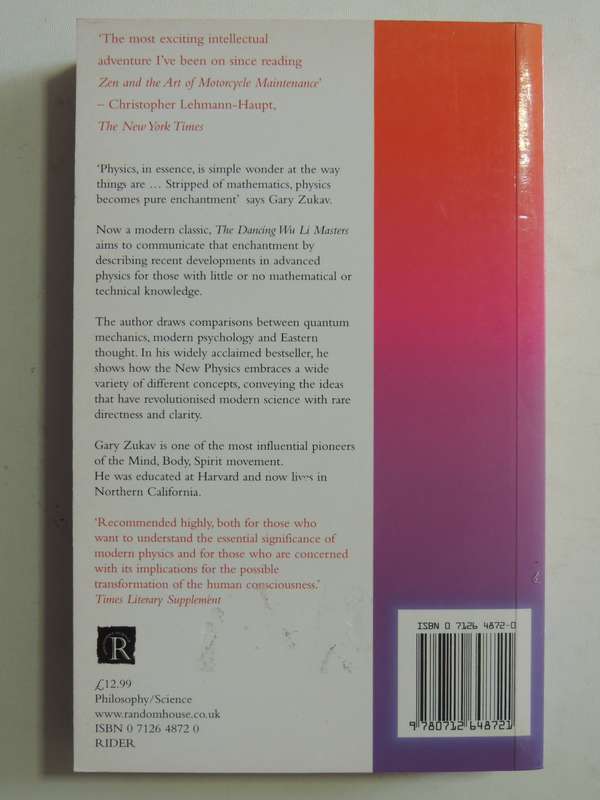 'The most exciting intellectual
adventure I've been on since reading
Zen and the Art of Motorcycle Maintenance'
– Christopher Lehmann-Haupt,
The New York Times
'Physics, in essence, is simple wonder at the way
things are ... Stripped of mathematics, physics
becomes pure enchantment' says Gary Zukav.
Now a modern classic, The Dancing Wu Li Masters
aims to communicate that enchantment by
describing recent developments in advanced
physics for those with little or no mathematical or
technical knowledge.
The author draws comparisons between quantum
mechanics, modern psychology and Eastern
thought. In his widely acclaimed bestseller, he
shows how the New Physics embraces a wide
variety of different concepts, conveying the ideas
that have revolutionised modern science with rare
directness and clarity.
Gary Zukav is one of the most influential pioneers
of the Mind, Body, Spirit movement.
He was educated at Harvard and now lives in
Northern California.
'Recommended highly, both for those who
want to understand the essential significance of
modern physics and for those who are concerned
with its implications for the possible
transformation of the human consciousness.'
Times Literary Supplement
R
£12.99
Philosophy/Science
www.randomhouse.co.uk
ISBN 0 7126 4872 0
RIDER
ISBN 0 7126 4872-0
9 780712 648721